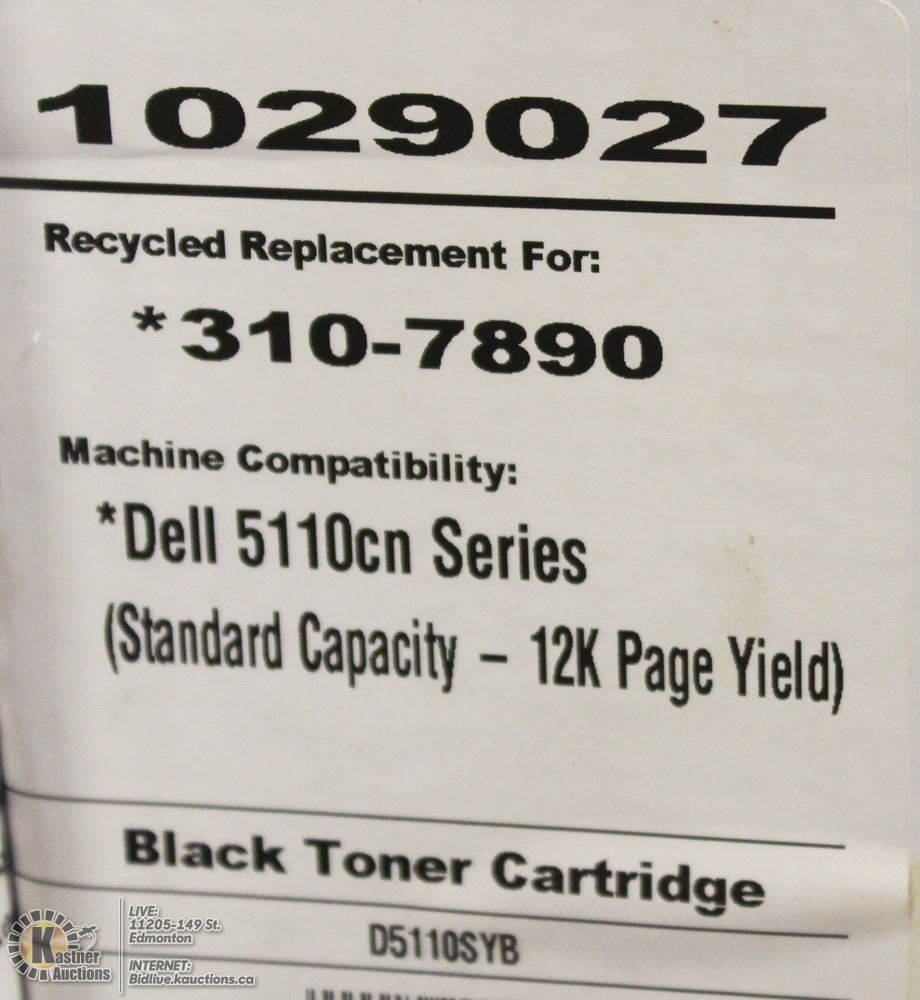 1029027
Recycled Replacement For:
*310-7890
Machine Compatibility:
*Dell 5110cn Series
(Standard Capacity – 12K Page Yield)
Black Toner Cartridge
D5110SYB
Kastner
Auctions
LIVE:
11205-149 St.
Edmonton
INTERNET:
Bidlive.kauctions.ca